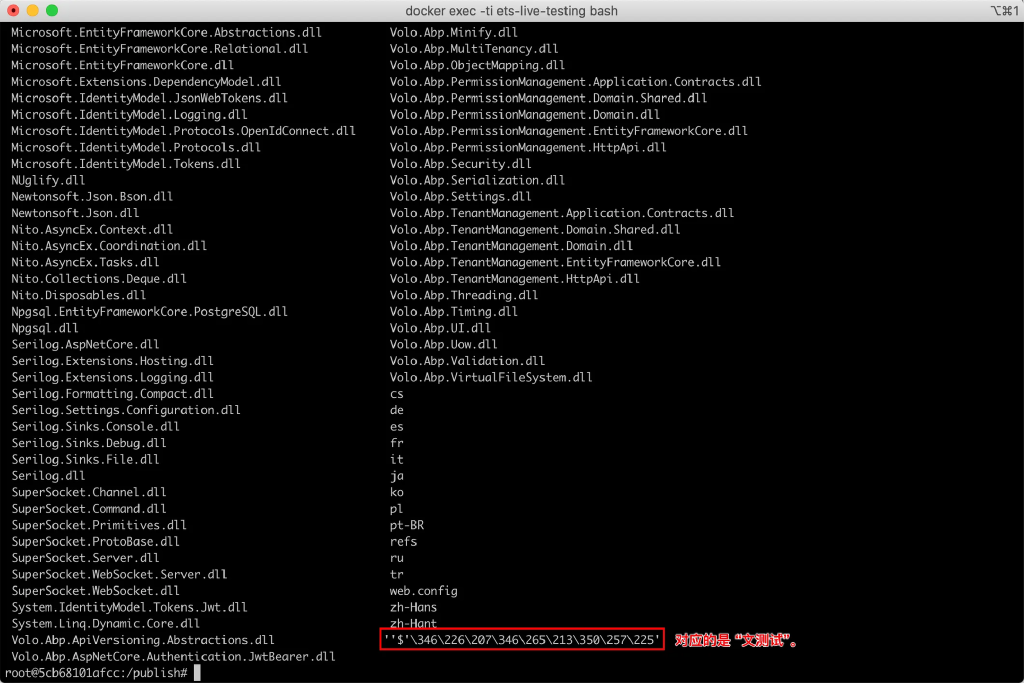 docker exec -ti ets-live-testing bash
⌥⌘1
Microsoft.EntityFrameworkCore.Abstractions.dll
Microsoft.EntityFrameworkCore.Relational.dll
Microsoft.EntityFrameworkCore.dll
Microsoft.Extensions.DependencyModel.dll
Microsoft.IdentityModel.JsonWebTokens.dll
Microsoft.IdentityModel.Logging.dll
Microsoft.IdentityModel.Protocols.OpenIdConnect.dll
Microsoft.IdentityModel.Protocols.dll
Microsoft.IdentityModel.Tokens.dll
NUglify.dll
Newtonsoft.Json.Bson.dll
Newtonsoft.Json.dll
Nito.AsyncEx.Context.dll
Nito.AsyncEx.Coordination.dll
Nito.AsyncEx.Tasks.dll
Nito.Collections.Deque.dll
Nito.Disposables.dll
Npgsql.EntityFrameworkCore.PostgreSQL.dll
Npgsql.dll
Serilog.AspNetCore.dll
Serilog.Extensions.Hosting.dll
Serilog.Extensions.Logging.dll
Serilog.Formatting.Compact.dll
Serilog.Settings.Configuration.dll
Serilog.Sinks.Console.dll
Serilog.Sinks.Debug.dll
Serilog.Sinks.File.dll
Serilog.dll
SuperSocket.Channel.dll
SuperSocket.Command.dll
SuperSocket.Primitives.dll
SuperSocket.ProtoBase.dll
SuperSocket.Server.dll
SuperSocket.WebSocket.Server.dll
SuperSocket.WebSocket.dll
System.IdentityModel.Tokens.Jwt.dll
System.Linq.Dynamic.Core.dll
Volo.Abp.ApiVersioning.Abstractions.dll
Volo.Abp.AspNetCore.Authentication.JwtBearer.dll
Volo.Abp.Minify.dll
Volo.Abp.MultiTenancy.dll
Volo.Abp.ObjectMapping.dll
Volo.Abp.PermissionManagement.Application.Contracts.dll
Volo.Abp.PermissionManagement.Domain.Shared.dll
Volo.Abp.PermissionManagement.Domain.dll
Volo.Abp.PermissionManagement.EntityFrameworkCore.dll
Volo.Abp.PermissionManagement.HttpApi.dll
Volo.Abp.Security.dll
Volo.Abp.Serialization.dll
Volo.Abp.Settings.dll
Volo.Abp.TenantManagement.Application.Contracts.dll
Volo.Abp.TenantManagement.Domain.Shared.dll
Volo.Abp.TenantManagement.Domain.dll
Volo.Abp.TenantManagement.EntityFrameworkCore.dll
Volo.Abp.TenantManagement.HttpApi.dll
Volo.Abp.Threading.dll
Volo.Abp.Timing.dll
Volo.Abp.UI.dll
Volo.Abp.Uow.dll
Volo.Abp.Validation.dll
Volo.Abp.VirtualFileSystem.dll
cs
de
es
fr
it
ja
ko
pl
pt-BR
refs
ru
tr
web.config
zh-Hans
zh-Hant
''$'\346\226\207\346\265\213\350\257\225' 对应的是“文测试”。
root@5cb68101afcc:/publish#